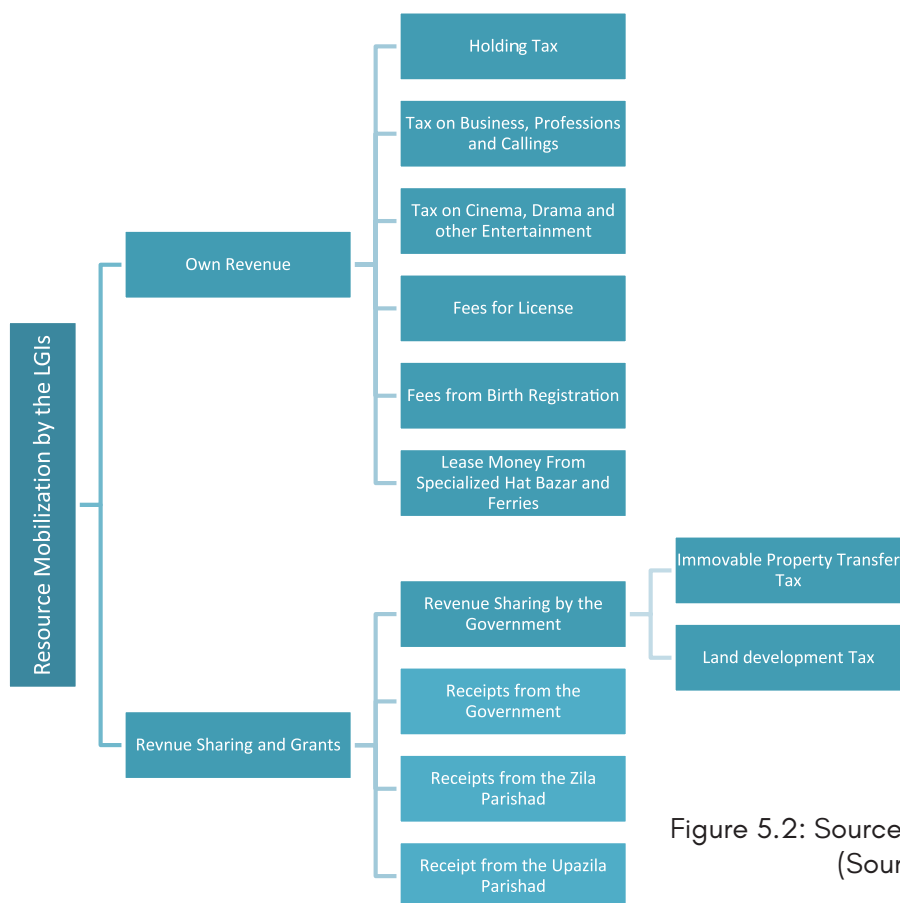 Resource Mobilization by the LGIs
Own Revenue
Holding Tax
Tax on Business, Professions
and Callings
Tax on Cinema, Drama and
other Entertainment
Fees for License
Fees from Birth Registration
Lease Money From
Specialized Hat Bazar and
Ferries
Revnue Sharing and Grants
Revenue Sharing by the
Government
Immovable Property Transfer
Tax
Land development Tax
Receipts from the
Government
Receipts from the Zila
Parishad
Receipt from the Upazila
Parishad
Figure 5.2: Source
(Sour